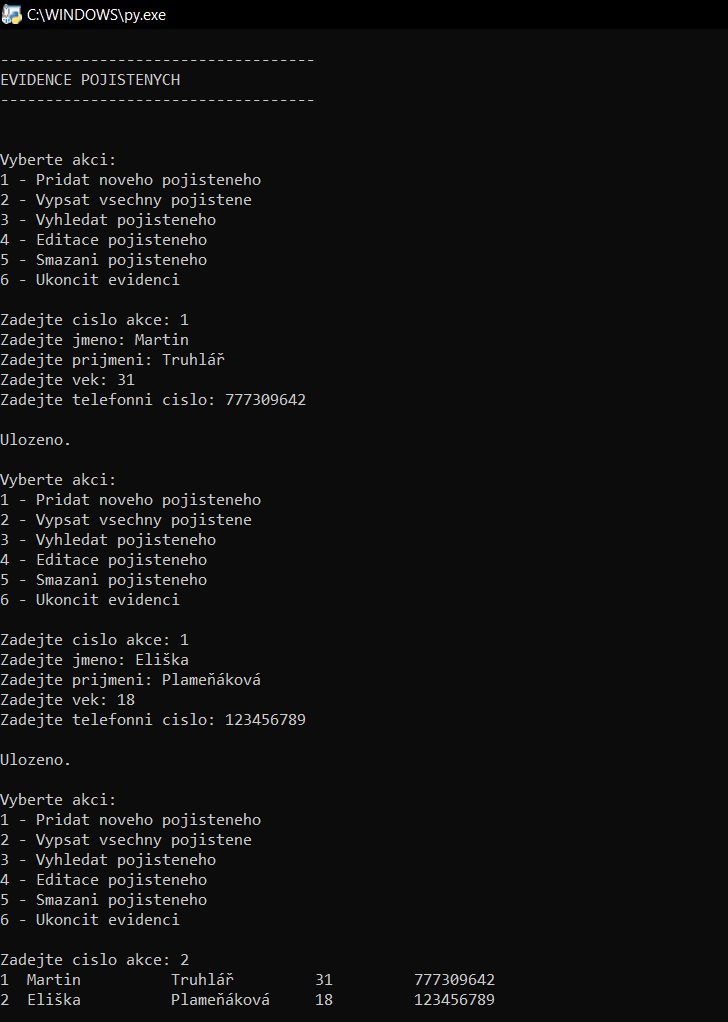 C:\WINDOWS\py.exe
-----------------------------------
EVIDENCE POJISTENYCH
-----------------------------------
Vyberte akci:
1 - Pridat noveho pojisteneho
2 - Vypsat vsechny pojistene
3 - Vyhledat pojisteneho
4 - Editace pojisteneho
5 - Smazani pojisteneho
6 - Ukoncit evidenci
Zadejte cislo akce: 1
Zadejte jmeno: Martin
Zadejte prijmeni: Truhlář
Zadejte vek: 31
Zadejte telefonni cislo: 777309642
Ulozeno.
Vyberte akci:
1 - Pridat noveho pojisteneho
2 - Vypsat vsechny pojistene
3 - Vyhledat pojisteneho
4 - Editace pojisteneho
5 - Smazani pojisteneho
6 - Ukoncit evidenci
Zadejte cislo akce: 1
Zadejte jmeno: Eliška
Zadejte prijmeni: Plameňáková
Zadejte vek: 18
Zadejte telefonni cislo: 123456789
Ulozeno.
Vyberte akci:
1 - Pridat noveho pojisteneho
2 - Vypsat vsechny pojistene
3 - Vyhledat pojisteneho
4 - Editace pojisteneho
5 - Smazani pojisteneho
6 - Ukoncit evidenci
Zadejte cislo akce: 2
1  Martin          Truhlář         31         777309642
2  Eliška          Plameňáková     18         123456789